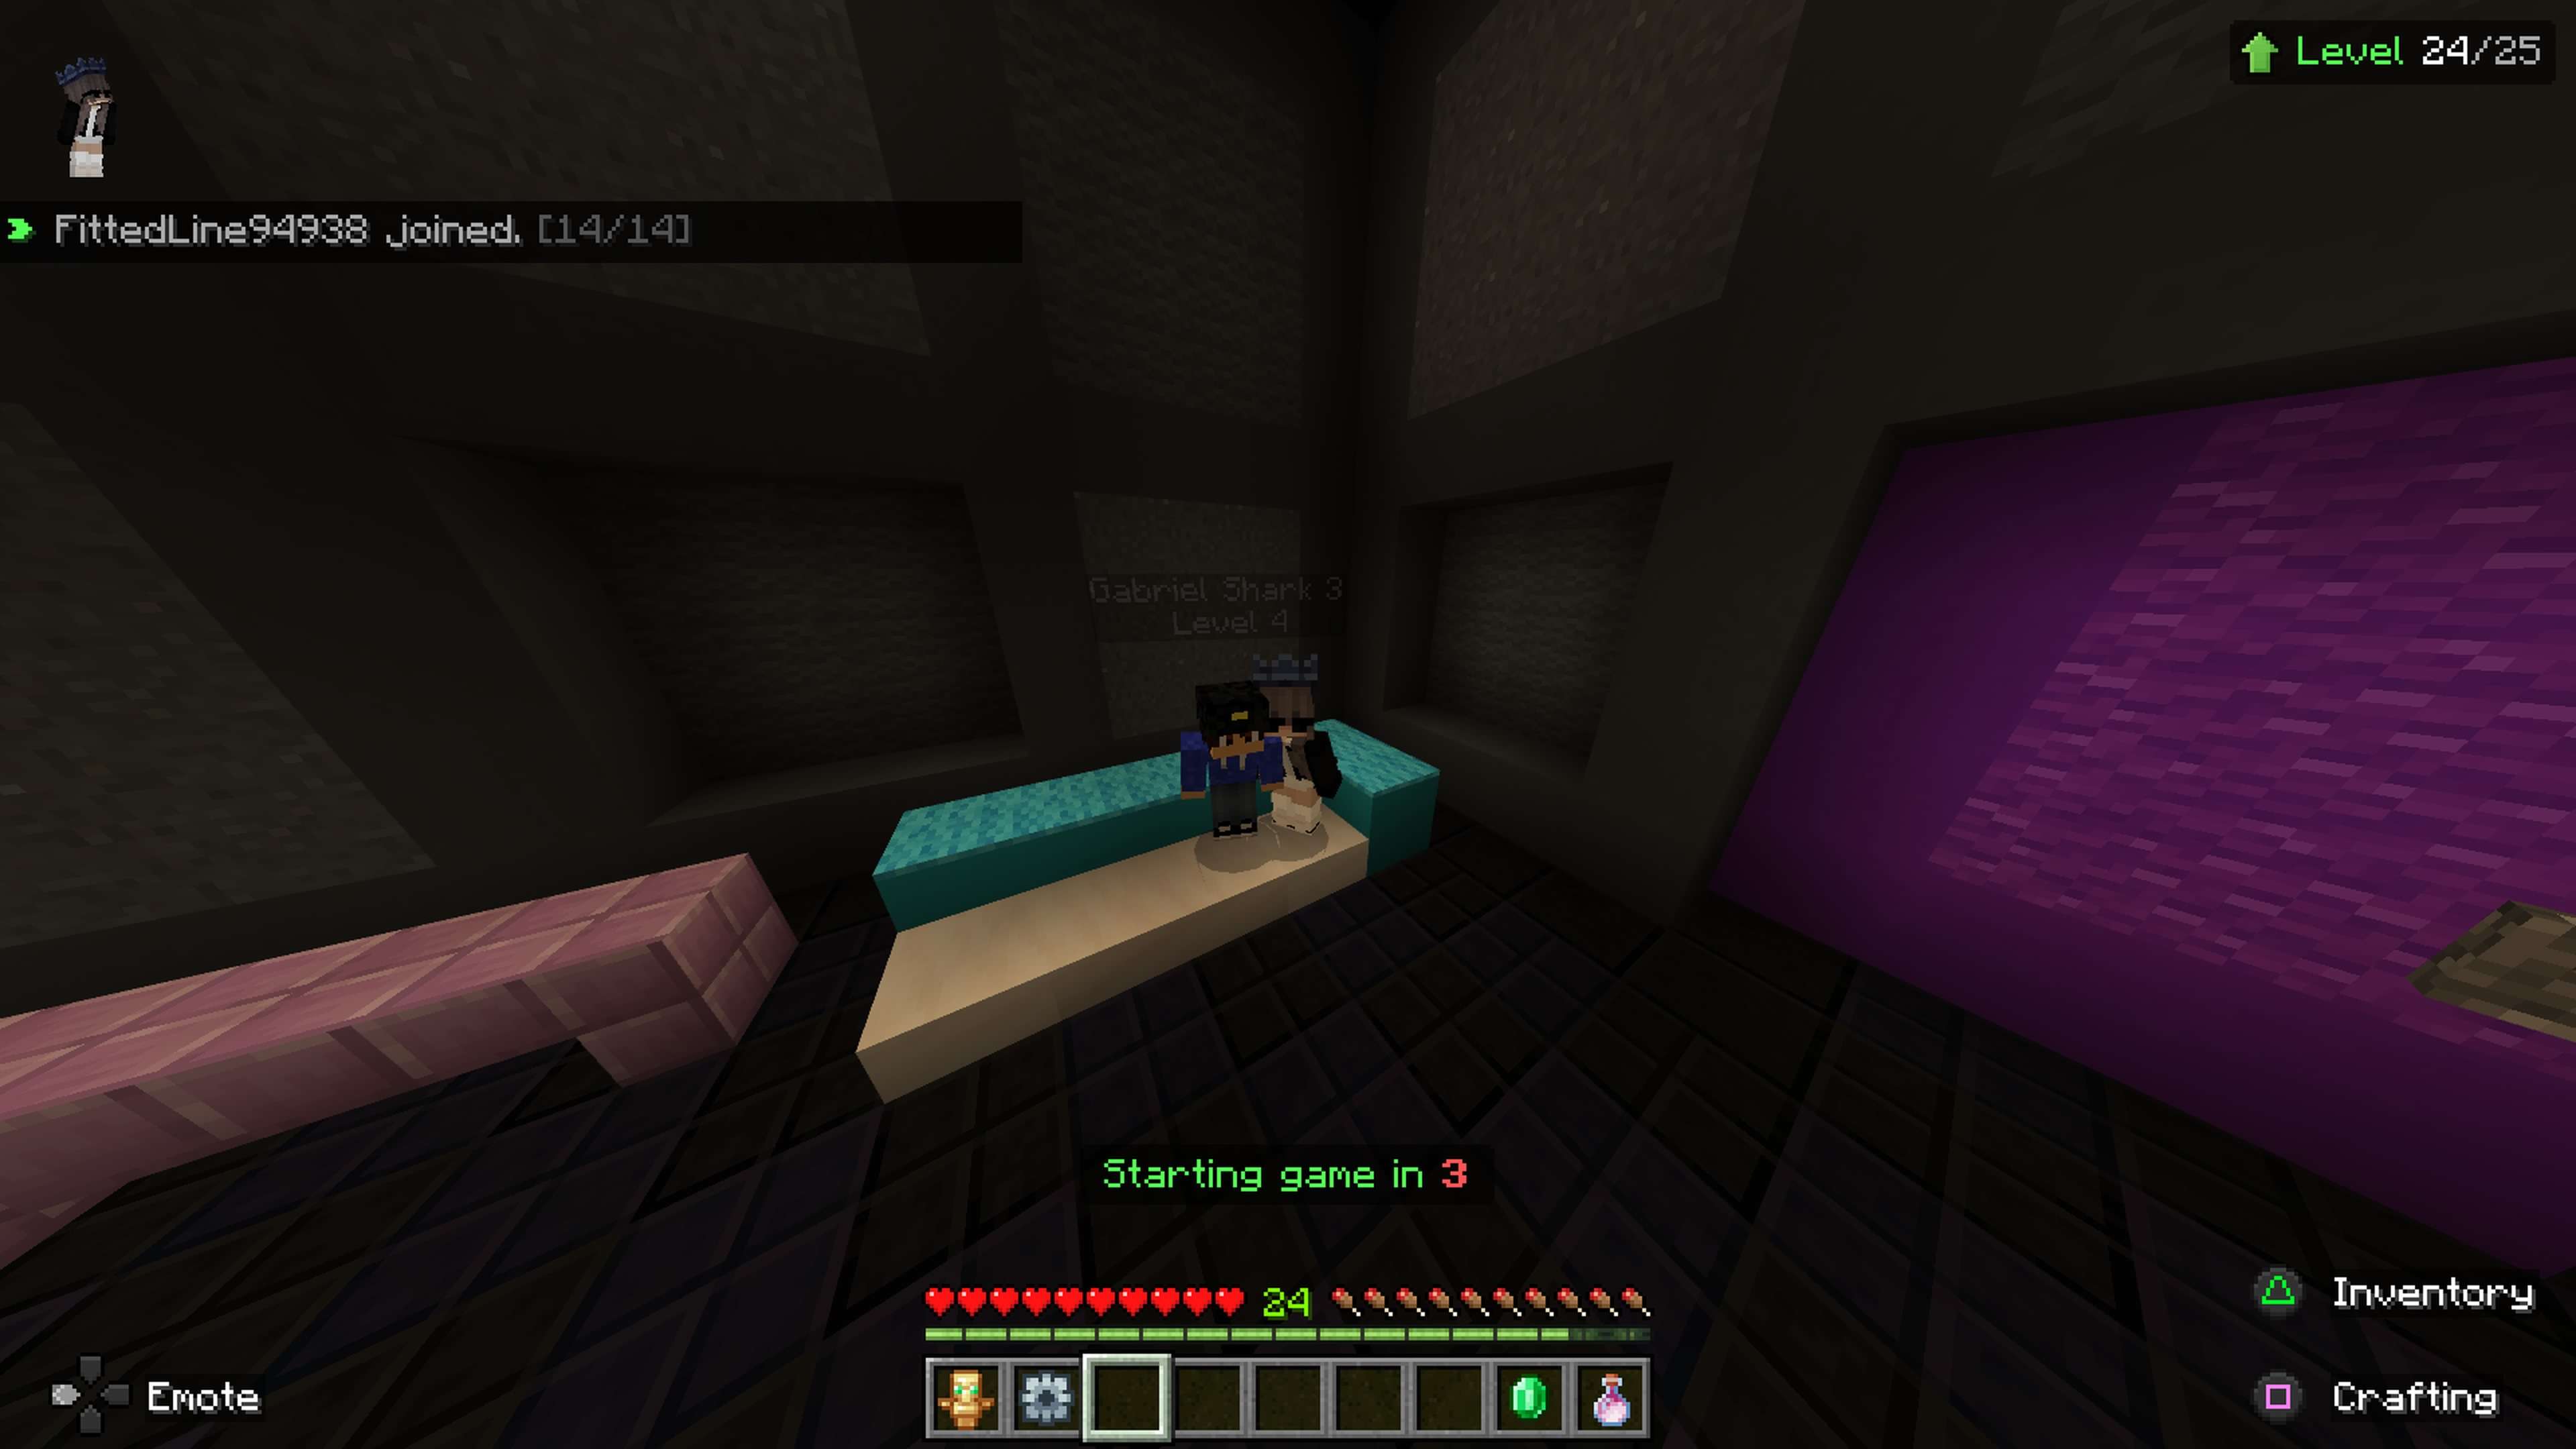 Level 24/25
FittedLine94938 joined. [14/14]
Gabriel Shark 3
Level 4
Starting game in 3
24
Inventory
Emote
Crafting